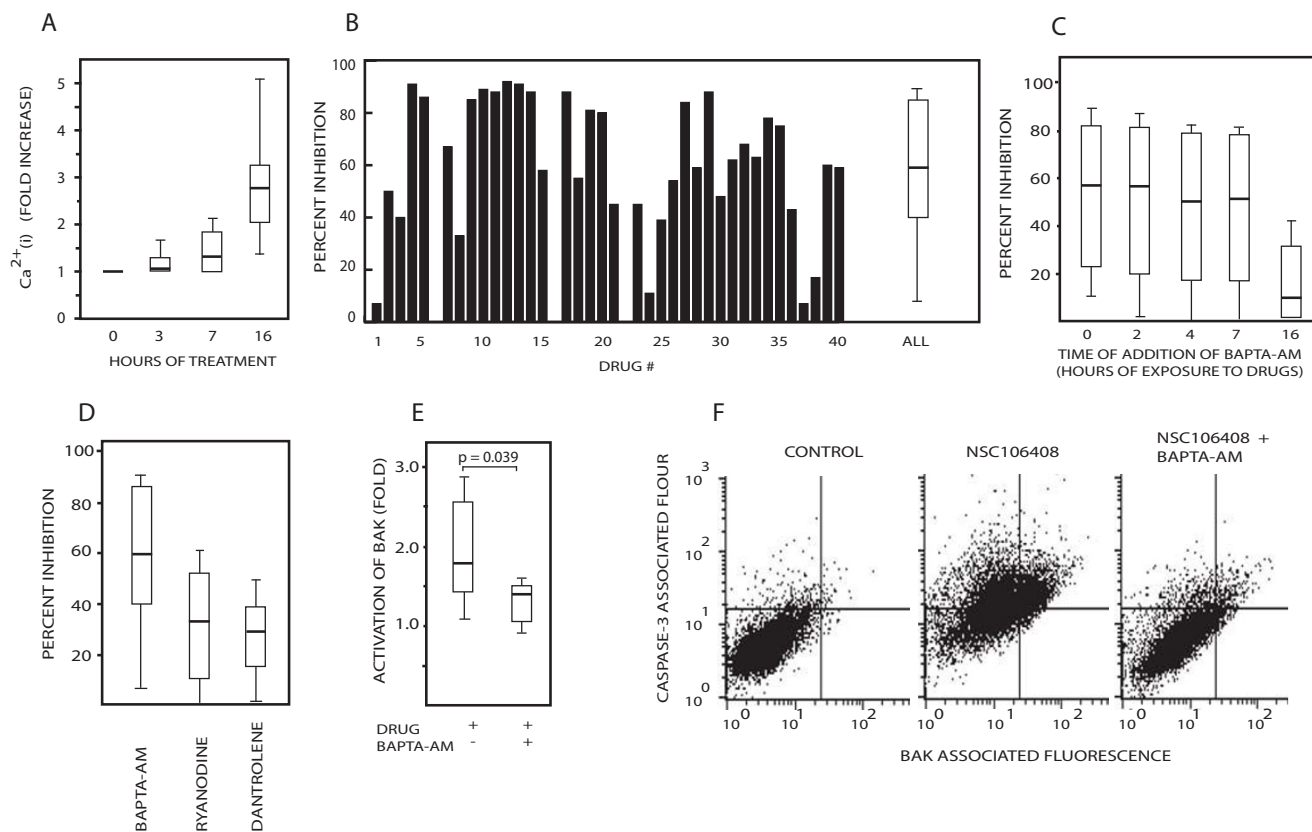 A
Ca2+(i) (FOLD INCREASE)
5
4
3
2
1
0
0 3 7 16
HOURS OF TREATMENT
B
PERCENT INHIBITION
100
80
60
40
20
0
1 5 10 15 20 25 30 35 40 ALL
DRUG #
C
PERCENT INHIBITION
100
80
60
40
20
0 2 4 7 16
TIME OF ADDITION OF BAPTA-AM
(HOURS OF EXPOSURE TO DRUGS)
D
PERCENT INHIBITION
100
80
60
40
20
BAPTA-AM
RYANODINE
DANTROLENE
E
ACTIVATION OF BAK (FOLD)
3.0
2.0
1.0
p = 0.039
DRUG + +
BAPTA-AM - +
F
CONTROL
NSC106408
NSC106408 +
BAPTA-AM
CASPASE-3 ASSOCIATED FLOUR
10 3
10 2
10 1
10 0
10 0 10 1 10 2
10 0 10 1 10 2
10 0 10 1 10 2
BAK ASSOCIATED FLUORESCENCE